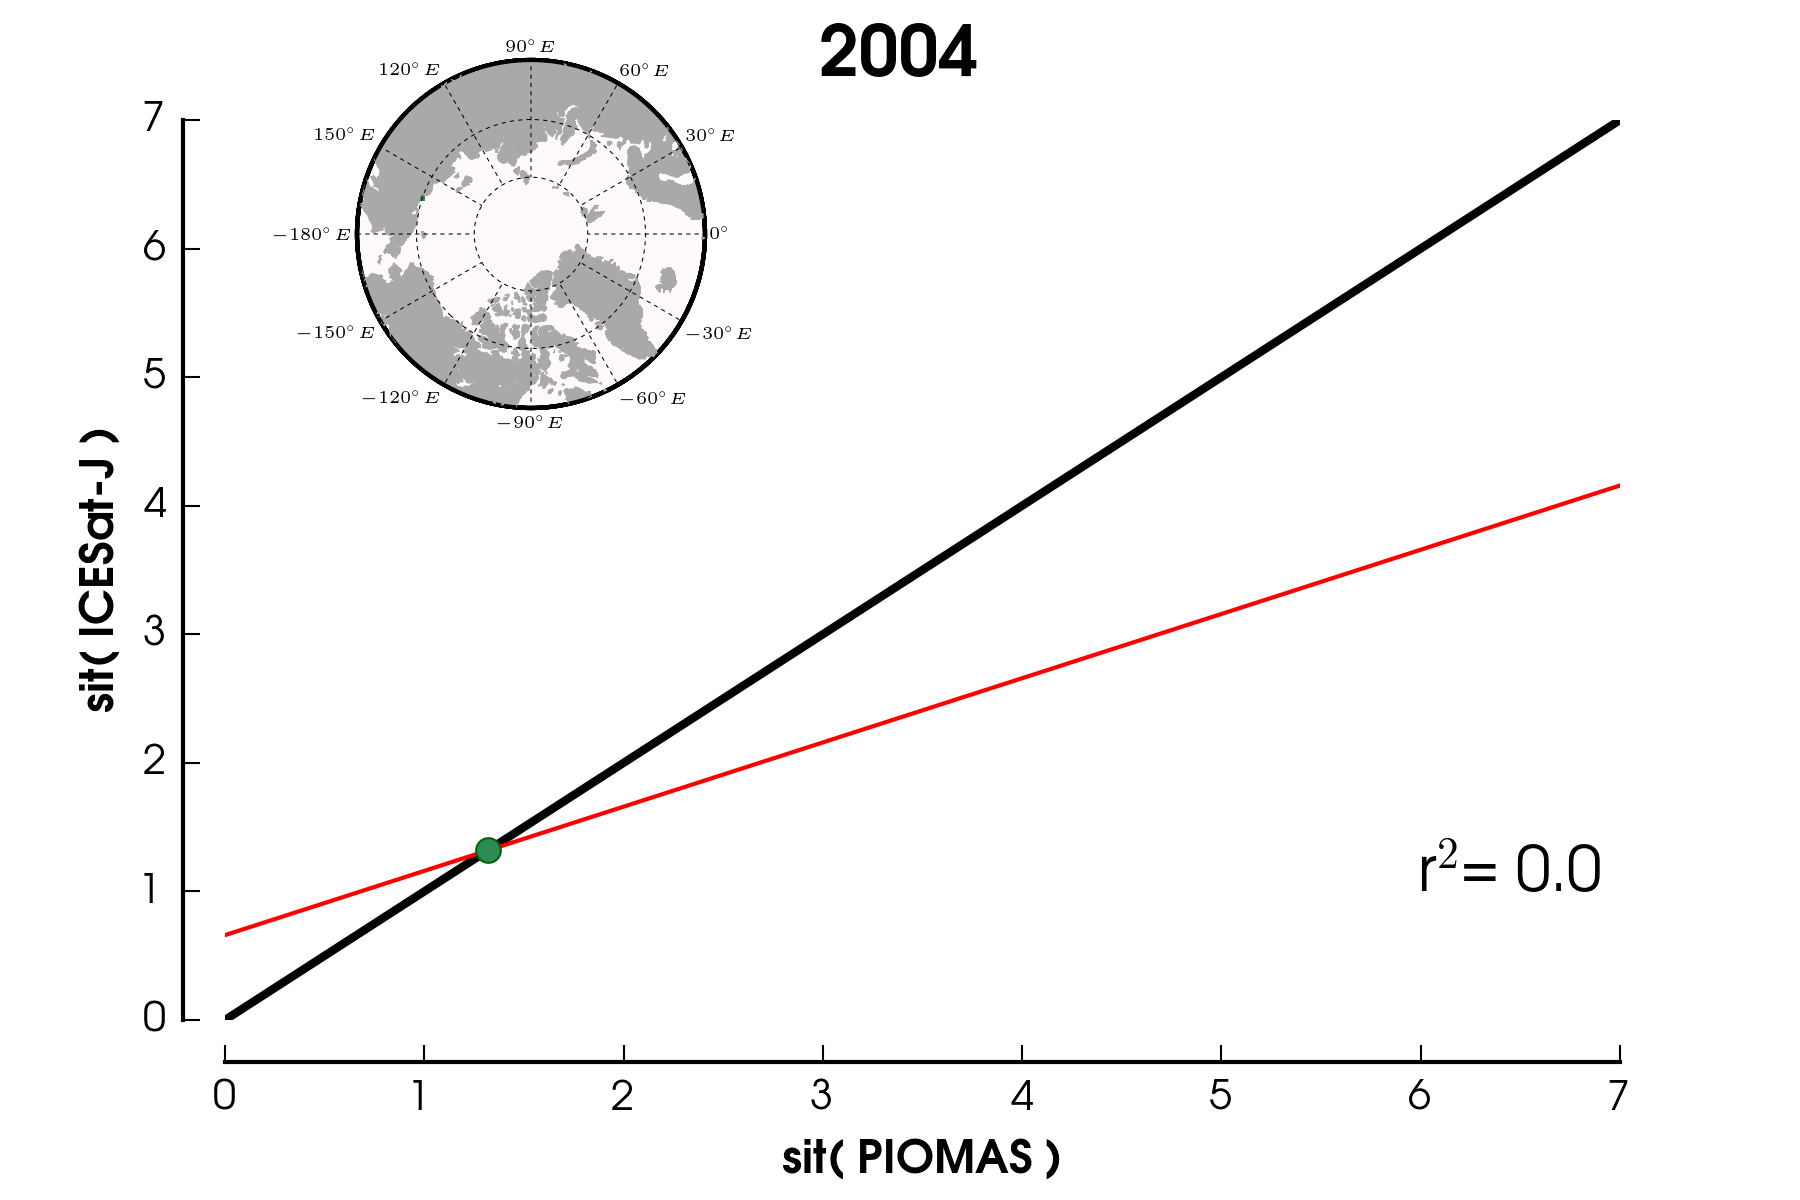 2004
90° E
120° E
60° E
150° E
30° E
−180° E
0°
−150° E
−30° E
−120° E
−60° E
−90° E
7
6
5
4
3
2
1
0
sit( ICESat-J )
r²= 0.0
0 1 2 3 4 5 6 7
sit( PIOMAS )